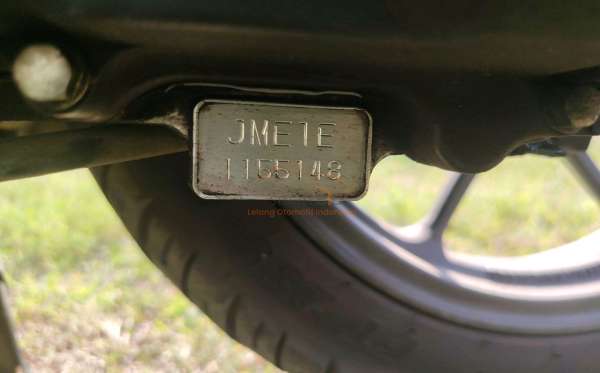 JME1E
1155148
Lelang Otomotif Indonesia